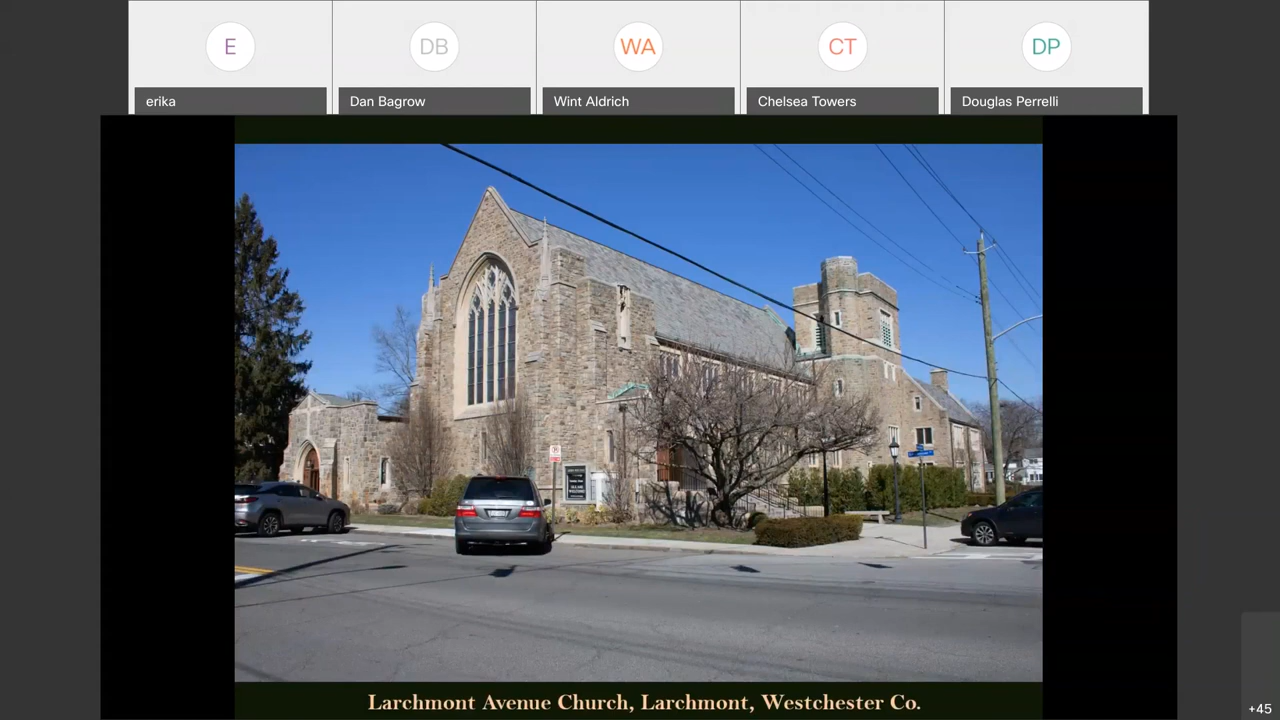 E
DB
WA
CT
DP
erika
Dan Bagrow
Wint Aldrich
Chelsea Towers
Douglas Perrelli
Larchmont Avenue Church, Larchmont, Westchester Co.
+45